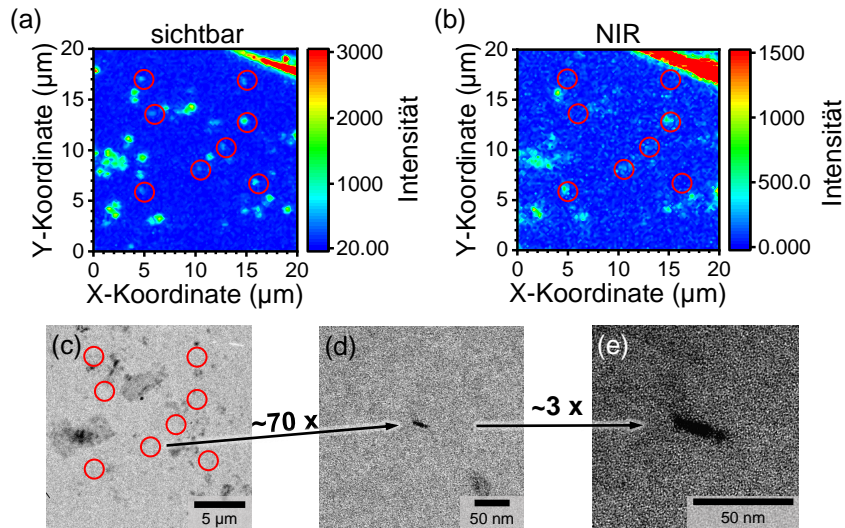 (a)
sichtbar
20
15
10
5
0
0
5
10
15
20
Y-Koordinate (µm)
X-Koordinate (µm)
3000
2000
1000
20.00
Intensität
(b)
NIR
20
15
10
5
0
0
5
10
15
20
Y-Koordinate (µm)
X-Koordinate (µm)
1500
1000
500.0
0.000
Intensität
(c)
5 µm
~70 x
(d)
50 nm
~3 x
(e)
50 nm